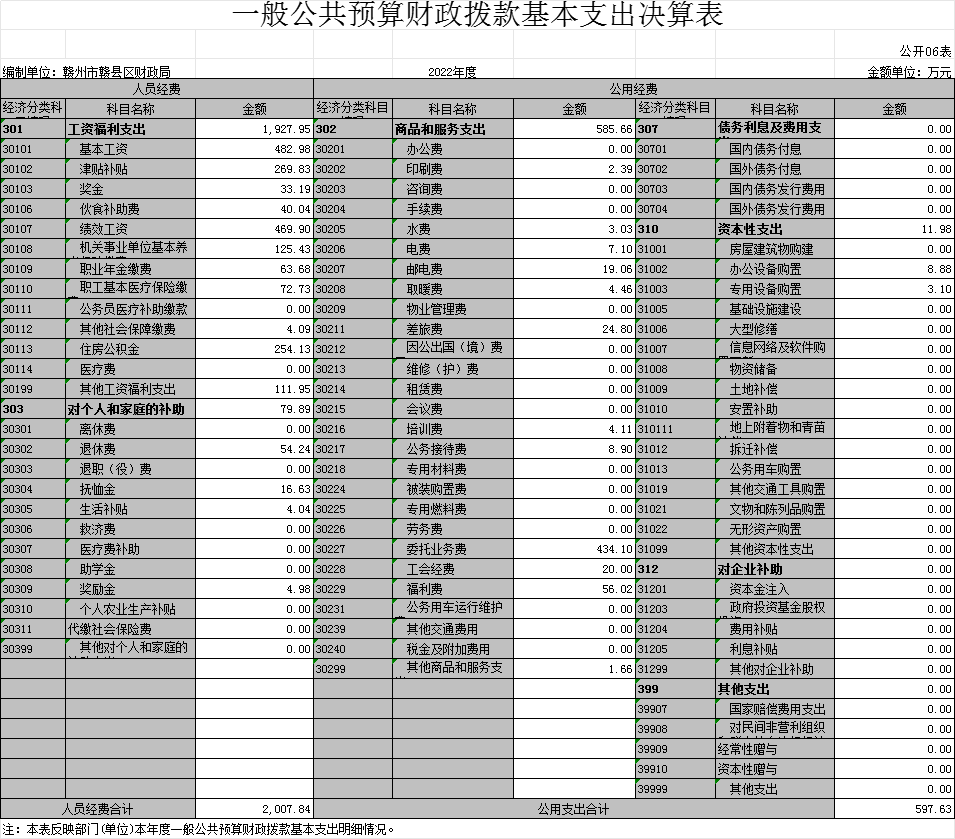 一般公共预算财政拨款基本支出决算表
公开06表
编制单位：赣州市赣县区财政局 2022年度 金额单位：万元
人员经费 公用经费
经济分类科 科目名称 金额 经济分类科目 科目名称 金额 经济分类科目 科目名称 金额
301 工资福利支出 1,927.95 302 商品和服务支出 585.66 307 债务利息及费用支 0.00
30101 基本工资 482.98 30201 办公费 0.00 30701 国内债务付息 0.00
30102 津贴补贴 269.83 30202 印刷费 2.39 30702 国外债务付息 0.00
30103 奖金 33.19 30203 咨询费 0.00 30703 国内债务发行费用 0.00
30106 伙食补助费 40.04 30204 手续费 0.00 30704 国外债务发行费用 0.00
30107 绩效工资 469.90 30205 水费 3.03 310 资本性支出 11.98
30108 机关事业单位基本养 125.43 30206 电费 7.10 31001 房屋建筑物购建 0.00
30109 职业年金缴费 63.68 30207 邮电费 19.06 31002 办公设备购置 8.88
30110 职工基本医疗保险缴 72.73 30208 取暖费 4.46 31003 专用设备购置 3.10
30111 公务员医疗补助缴款 0.00 30209 物业管理费 0.00 31005 基础设施建设 0.00
30112 其他社会保障缴费 4.09 30211 差旅费 24.80 31006 大型修缮 0.00
30113 住房公积金 254.13 30212 因公出国（境）费 0.00 31007 信息网络及软件购 0.00
30114 医疗费 0.00 30213 维修（护）费 0.00 31008 物资储备 0.00
30199 其他工资福利支出 111.95 30214 租赁费 0.00 31009 土地补偿 0.00
303 对个人和家庭的补助 79.89 30215 会议费 0.00 31010 安置补助 0.00
30301 离休费 0.00 30216 培训费 4.11 310111 地上附着物和青苗 0.00
30302 退休费 54.24 30217 公务接待费 8.90 31012 拆迁补偿 0.00
30303 退职（役）费 0.00 30218 专用材料费 0.00 31013 公务用车购置 0.00
30304 抚恤金 16.63 30224 被装购置费 0.00 31019 其他交通工具购置 0.00
30305 生活补贴 4.04 30225 专用燃料费 0.00 31021 文物和陈列品购置 0.00
30306 救济费 0.00 30226 劳务费 0.00 31022 无形资产购置 0.00
30307 医疗费补助 0.00 30227 委托业务费 434.10 31099 其他资本性支出 0.00
30308 助学金 0.00 30228 工会经费 20.00 312 对企业补助 0.00
30309 奖励金 4.98 30229 福利费 56.02 31201 资本金注入 0.00
30310 个人农业生产补贴 0.00 30231 公务用车运行维护 0.00 31203 政府投资基金股权 0.00
30311 代缴社会保险费 0.00 30239 其他交通费用 0.00 31204 费用补贴 0.00
30399 其他对个人和家庭的 0.00 30240 税金及附加费用 0.00 31205 利息补贴 0.00
30299 其他商品和服务支 1.66 31299 其他对企业补助 0.00
399 其他支出 0.00
39907 国家赔偿费用支出 0.00
39908 对民间非营利组织 0.00
39909 经常性赠与 0.00
39910 资本性赠与 0.00
39999 其他支出 0.00
人员经费合计 2,007.84 公用支出合计 597.63
注：本表反映部门(单位)本年度一般公共预算财政拨款基本支出明细情况。